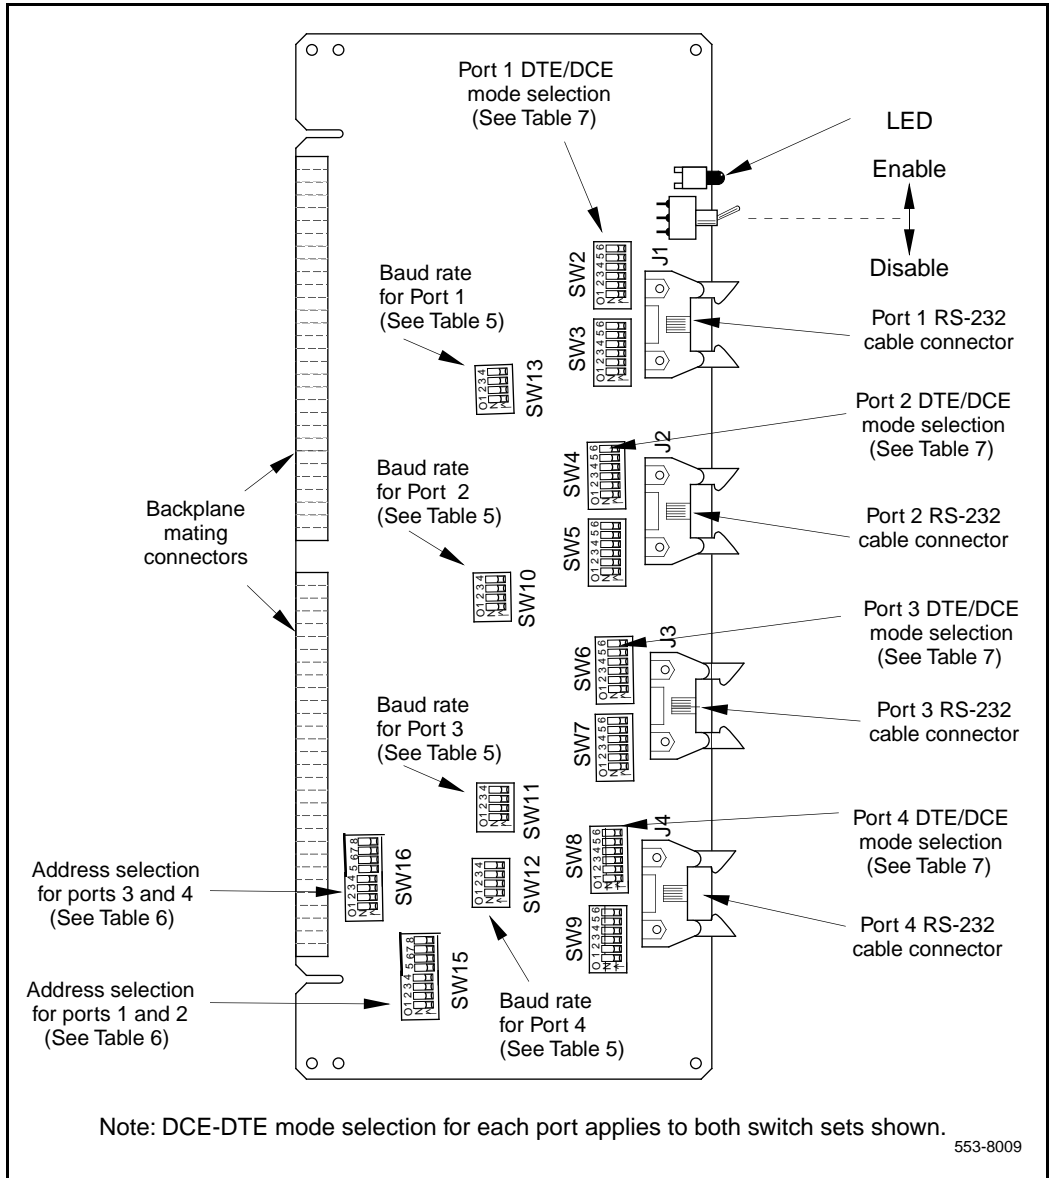 Port 1 DTE/DCE
mode selection
(See Table 7)
LED
Enable
Disable
SW2
J1
Baud rate
for Port 1
(See Table 5)
SW3
SW13
Port 1 RS-232
cable connector
Port 2 DTE/DCE
mode selection
(See Table 7)
SW4
J2
Baud rate
for Port 2
(See Table 5)
Backplane
mating
connectors
SW5
SW10
Port 2 RS-232
cable connector
Port 3 DTE/DCE
mode selection
(See Table 7)
SW6
J3
Baud rate
for Port 3
(See Table 5)
SW7
SW11
Port 3 RS-232
cable connector
Port 4 DTE/DCE
mode selection
(See Table 7)
SW8
J4
Address selection
for ports 3 and 4
(See Table 6)
SW16
SW12
SW9
Port 4 RS-232
cable connector
Address selection
for ports 1 and 2
(See Table 6)
SW15
Baud rate
for Port 4
(See Table 5)
Note: DCE-DTE mode selection for each port applies to both switch sets shown.
553-8009